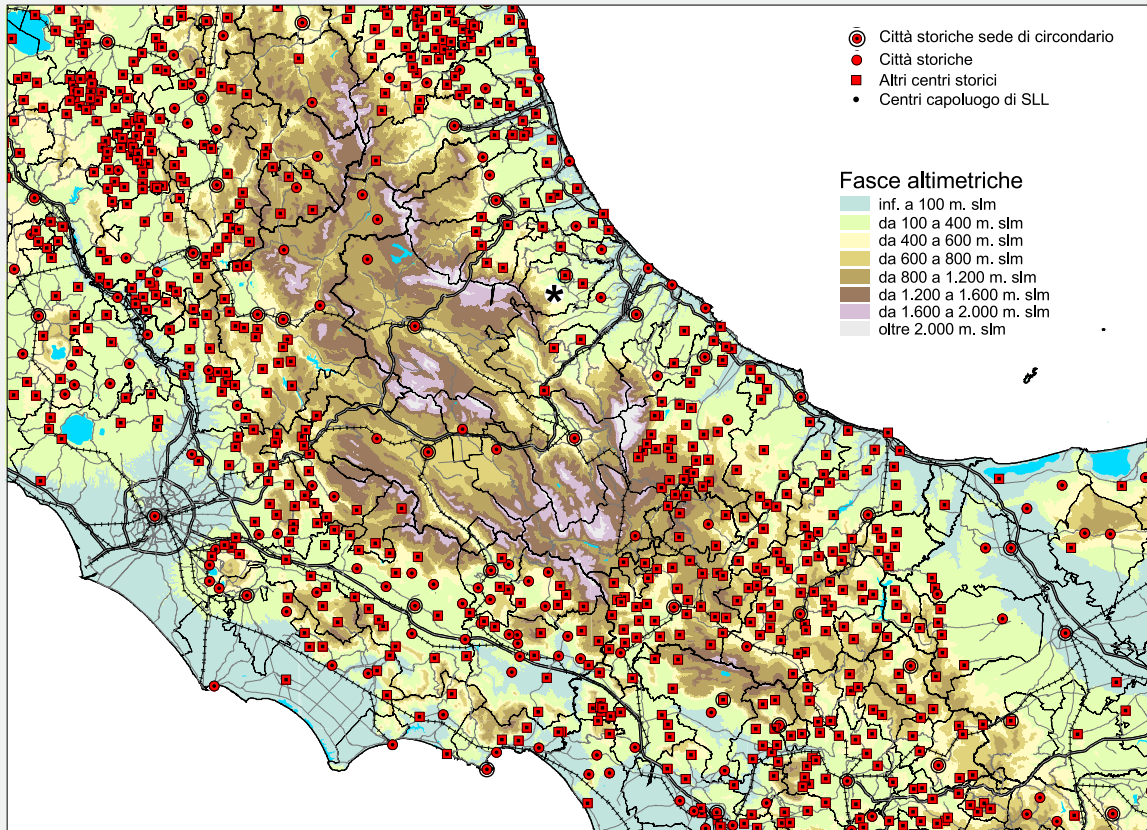 Città storiche sede di circondario
Città storiche
Altri centri storici
Centri capoluogo di SLL
Fasce altimetriche
inf. a 100 m. slm
da 100 a 400 m. slm
da 400 a 600 m. slm
da 600 a 800 m. slm
da 800 a 1.200 m. slm
da 1.200 a 1.600 m. slm
da 1.600 a 2.000 m. slm
oltre 2.000 m. slm
*